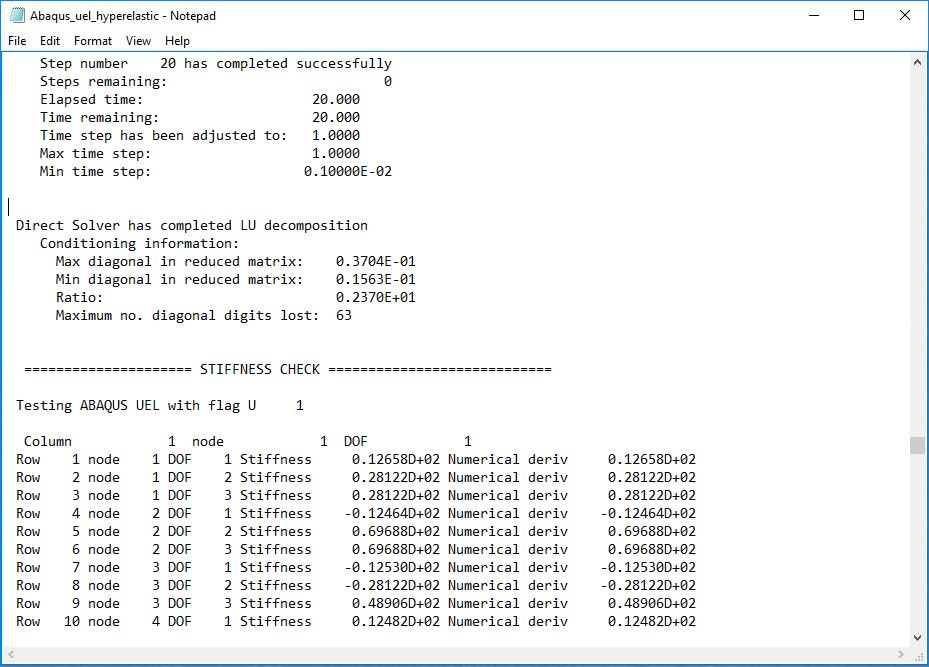 Abaqus_uel_hyperelastic - Notepad
File Edit Format View Help
Step number 20 has completed successfully
Steps remaining: 0
Elapsed time: 20.000
Time remaining: 20.000
Time step has been adjusted to: 1.0000
Max time step: 1.0000
Min time step: 0.10000E-02
Direct Solver has completed LU decomposition
Conditioning information:
Max diagonal in reduced matrix: 0.3704E-01
Min diagonal in reduced matrix: 0.1563E-01
Ratio: 0.2370E+01
Maximum no. diagonal digits lost: 63
===================== STIFFNESS CHECK ============================
Testing ABAQUS UEL with flag U 1
Column 1 node 1 DOF 1
Row 1 node 1 DOF 1 Stiffness 0.12658D+02 Numerical deriv 0.12658D+02
Row 2 node 1 DOF 2 Stiffness 0.28122D+02 Numerical deriv 0.28122D+02
Row 3 node 1 DOF 3 Stiffness 0.28122D+02 Numerical deriv 0.28122D+02
Row 4 node 2 DOF 1 Stiffness -0.12464D+02 Numerical deriv -0.12464D+02
Row 5 node 2 DOF 2 Stiffness 0.69688D+02 Numerical deriv 0.69688D+02
Row 6 node 2 DOF 3 Stiffness 0.69688D+02 Numerical deriv 0.69688D+02
Row 7 node 3 DOF 1 Stiffness -0.12530D+02 Numerical deriv -0.12530D+02
Row 8 node 3 DOF 2 Stiffness -0.28122D+02 Numerical deriv -0.28122D+02
Row 9 node 3 DOF 3 Stiffness 0.48906D+02 Numerical deriv 0.48906D+02
Row 10 node 4 DOF 1 Stiffness 0.12482D+02 Numerical deriv 0.12482D+02